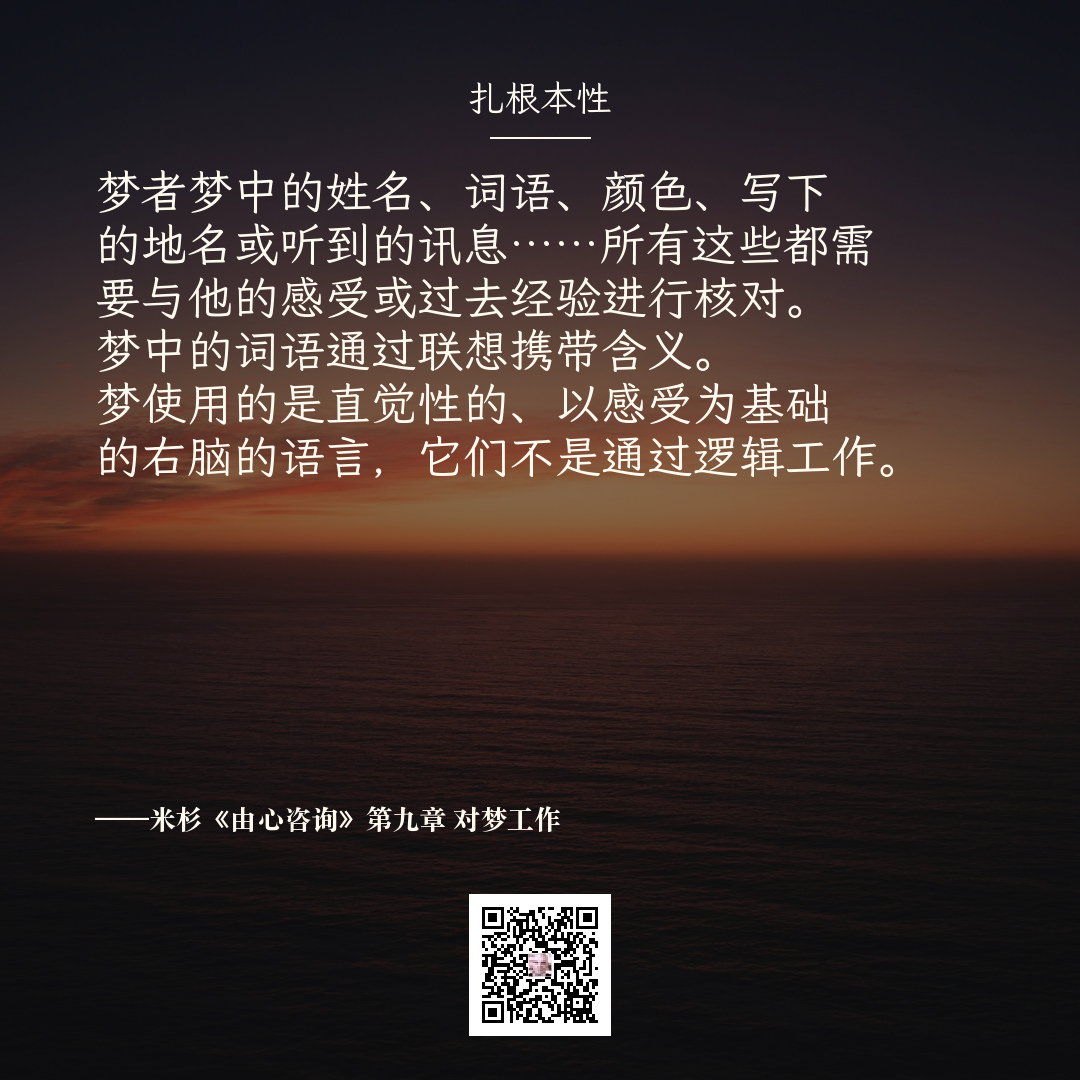 扎根本性
梦者梦中的姓名、词语、颜色、写下
的地名或听到的讯息……所有这些都需
要与他的感受或过去经验进行核对。
梦中的词语通过联想携带含义。
梦使用的是直觉性的、以感受为基础
的右脑的语言，它们不是通过逻辑工作。
——米杉《由心咨询》第九章 对梦工作